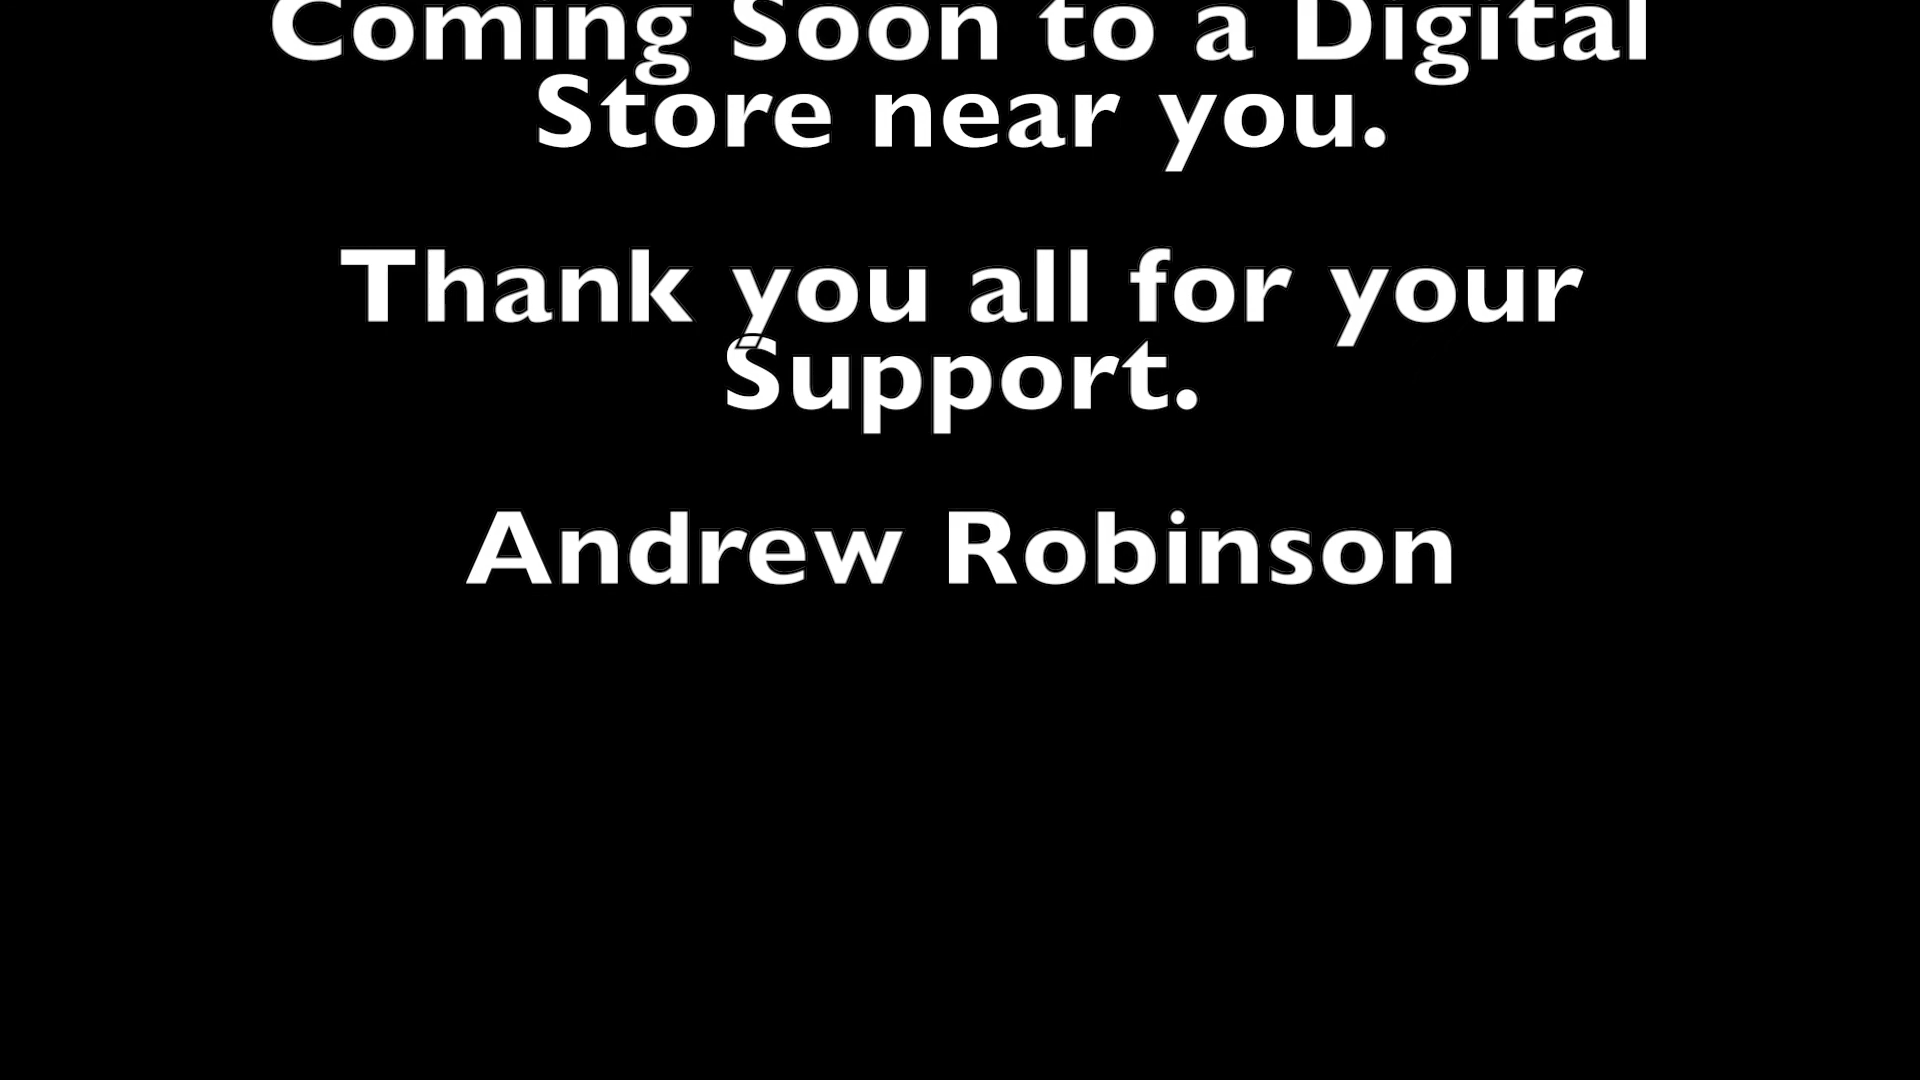 Coming Soon to a Digital
Store near you.
Thank you all for your
Support.
Andrew Robinson